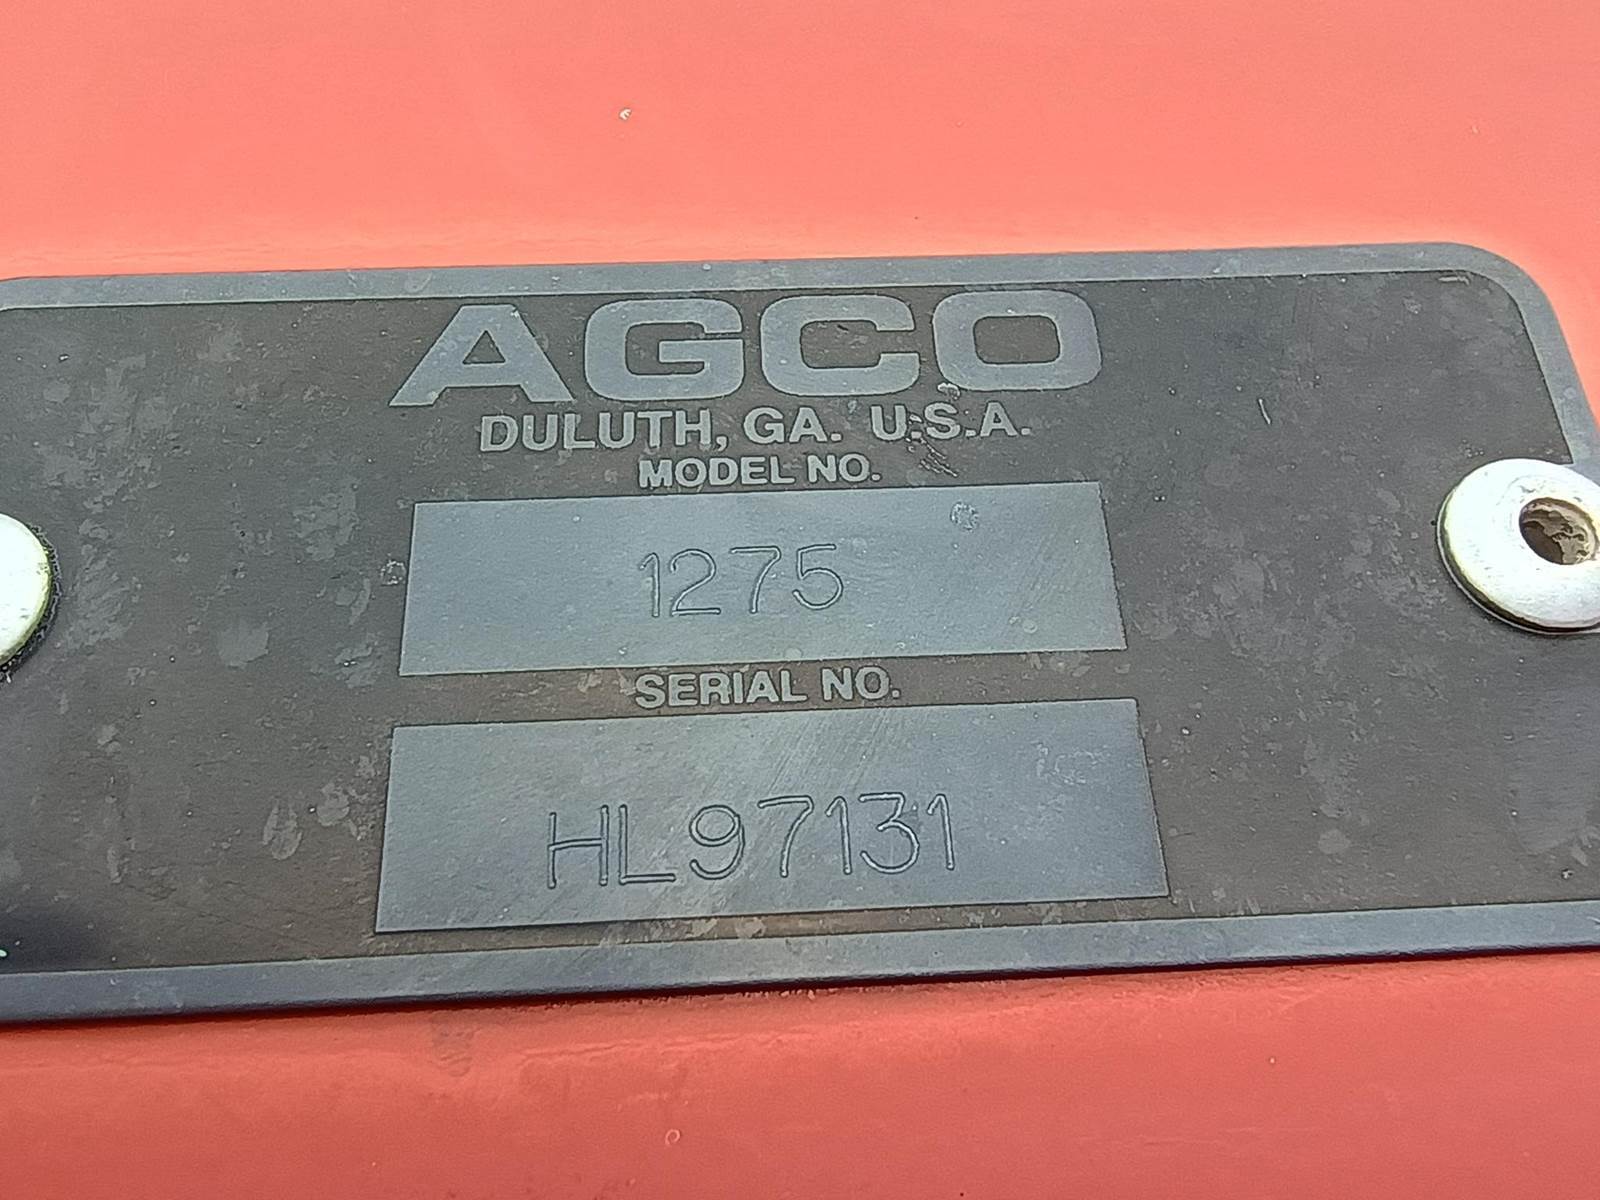 AGCO
DULUTH, GA. U.S.A.
MODEL NO.
1275
SERIAL NO.
HL97131